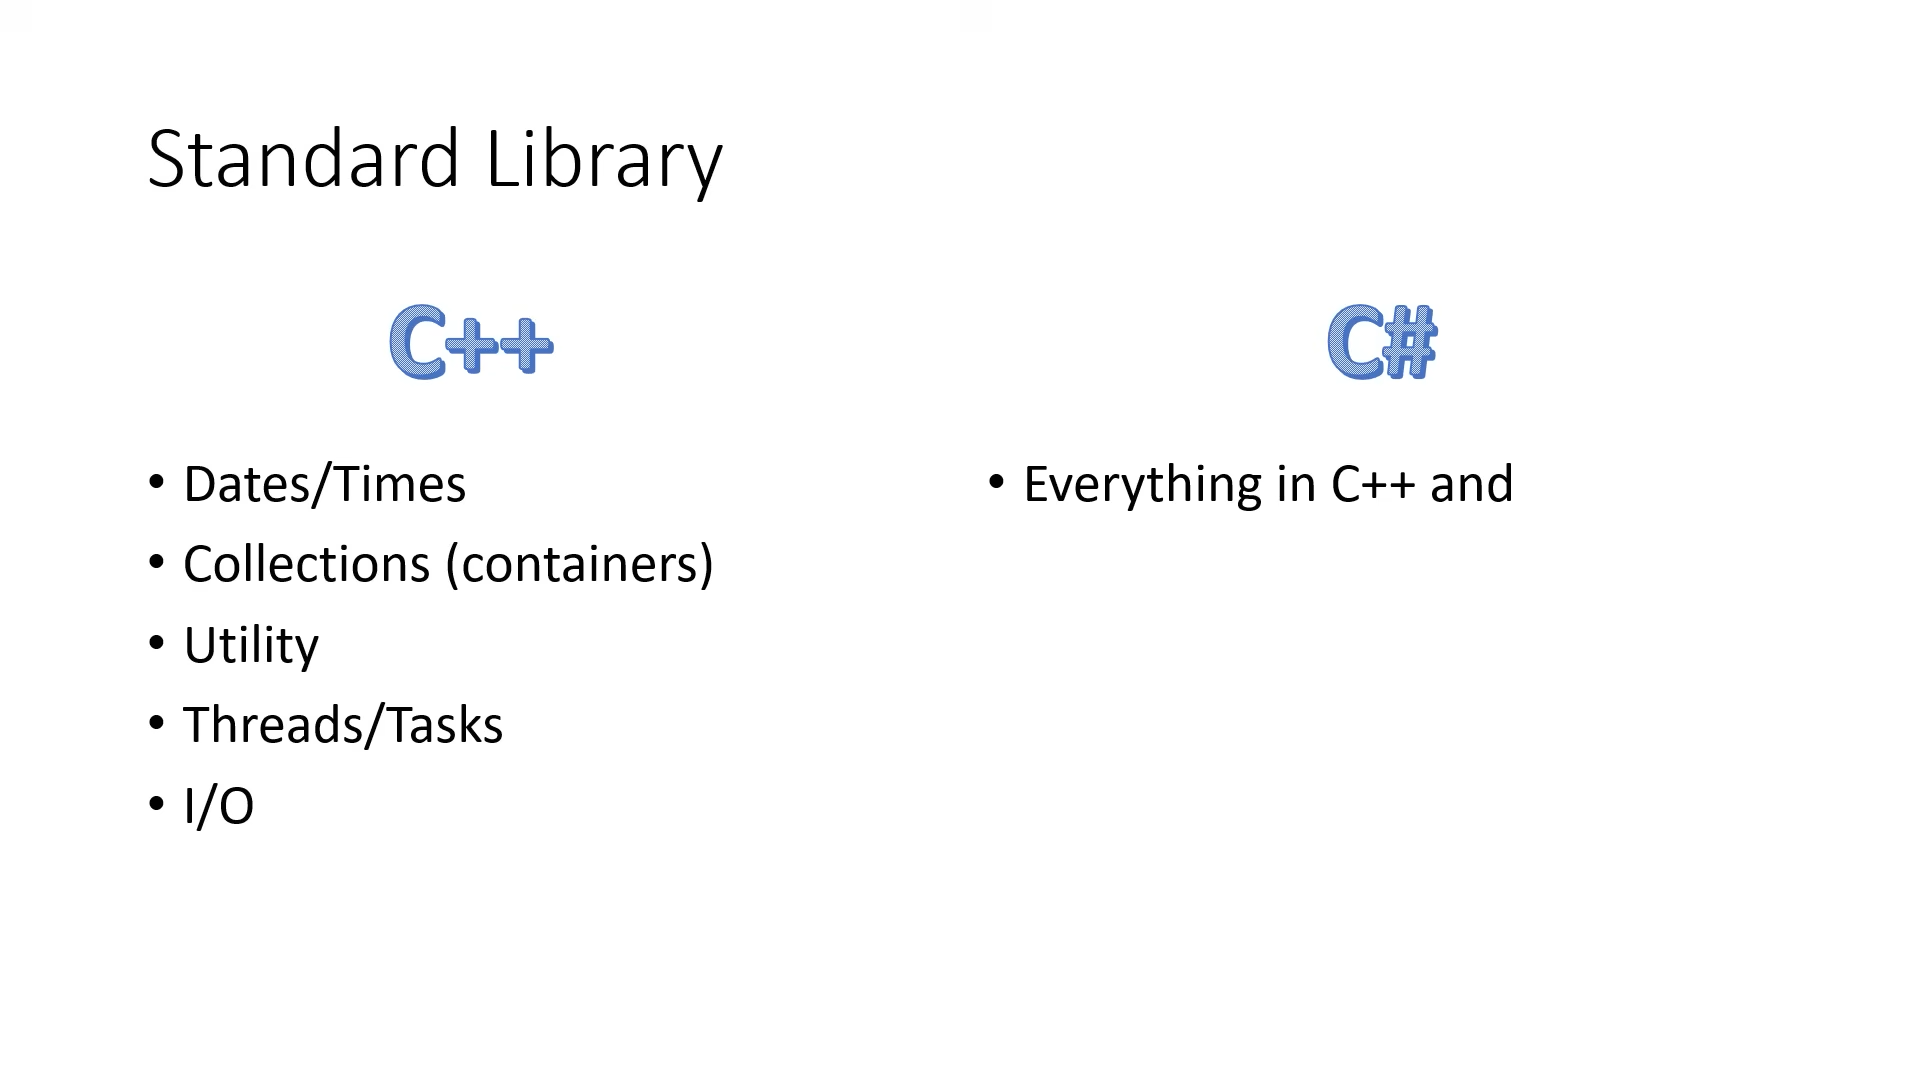 Standard Library
C++
• Dates/Times
• Collections (containers)
• Utility
• Threads/Tasks
• I/O
C#
• Everything in C++ and